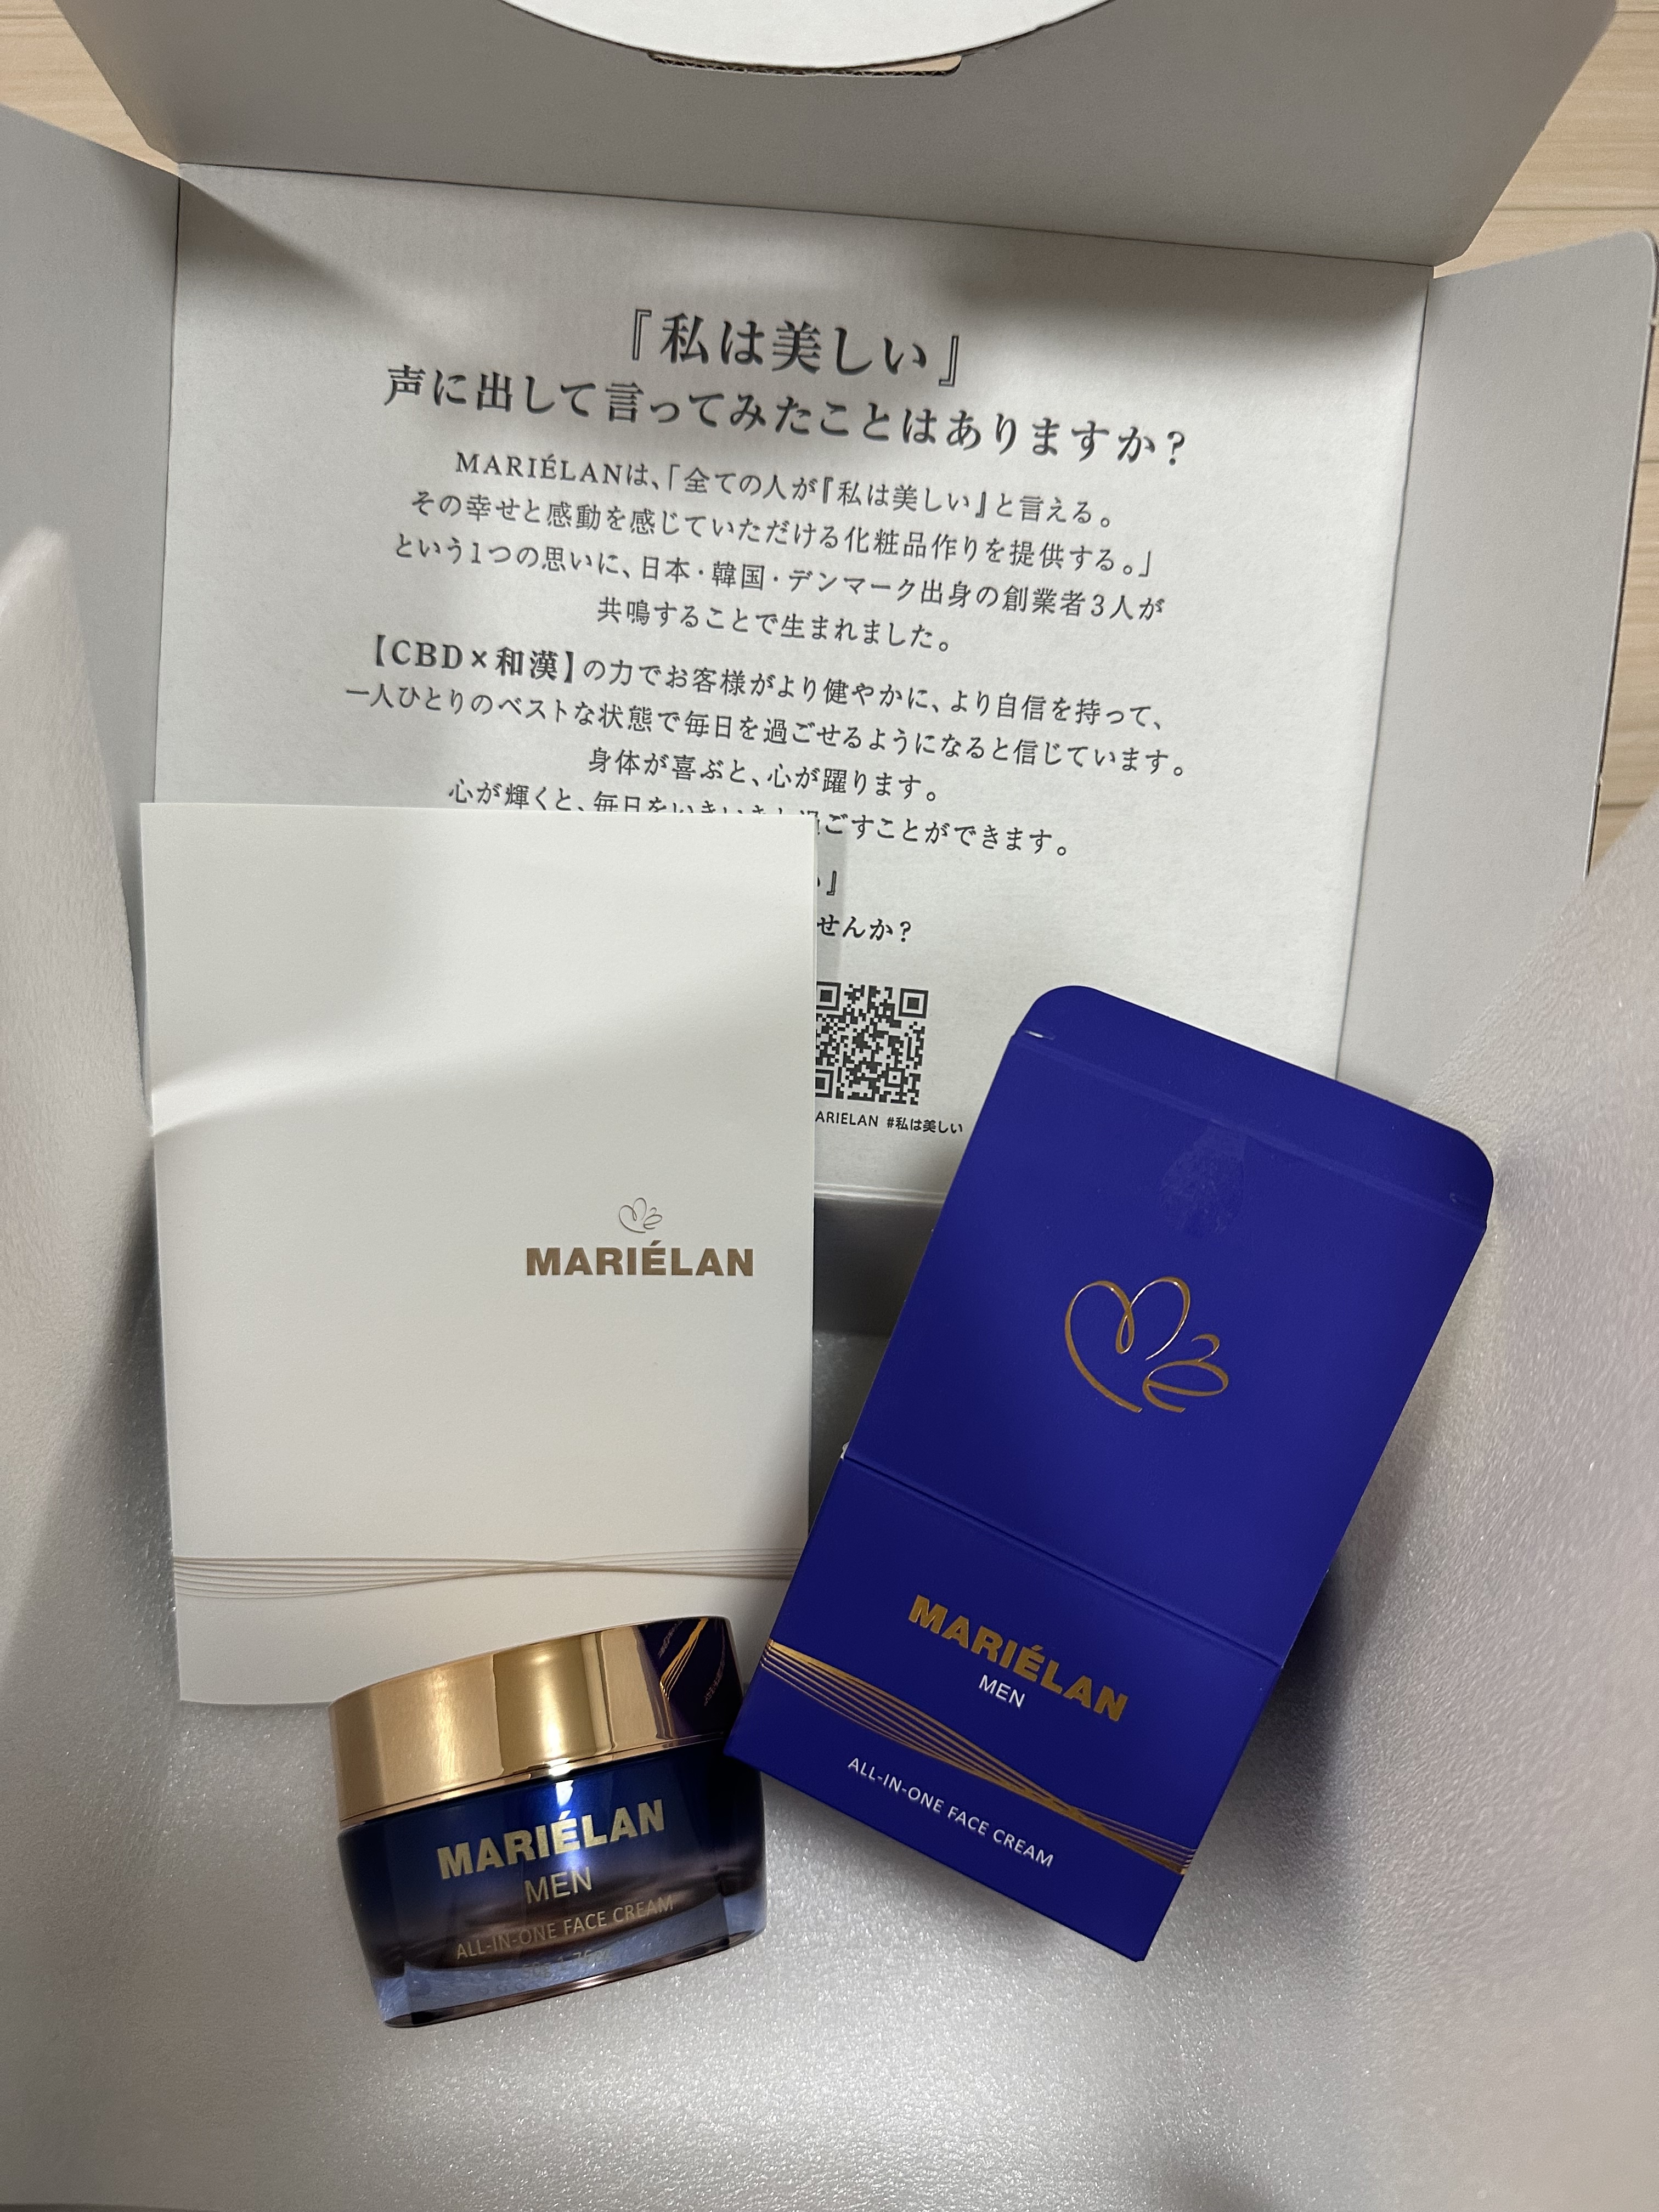 『私は美しい』
声に出して言ってみたことはありますか?
MARIÉLANは、「全ての人が『私は美しい』と言える。
その幸せと感動を感じていただける化粧品作りを提供する。」
という1つの思いに、日本・韓国・デンマーク出身の創業者3人が
共鳴することで生まれました。
【CBD×和漢】の力でお客様がより健やかに、より自信を持って、
一人ひとりのベストな状態で毎日を過ごせるようになると信じています。
身体が喜ぶと、心が躍ります。
心が輝くと、毎日をいきいきと過ごすことができます。
い』
せんか?
ARIELAN #私は美しい
MARIÉLAN
MARIÉLAN
MEN
ALL-IN-ONE FACE CREAM
MARIÉLAN
MEN
ALL-IN-ONE FACE CREAM